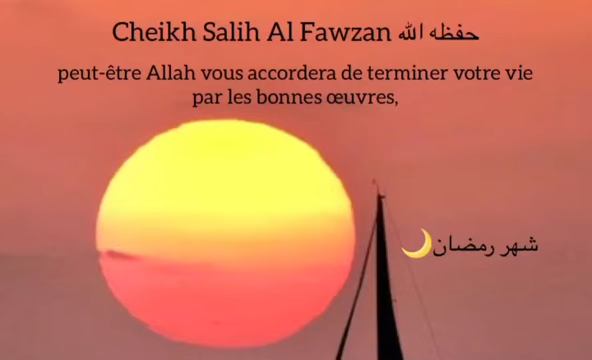 Cheikh Salih Al Fawzan حفظه الله
peut-être Allah vous accordera de terminer votre vie
par les bonnes œuvres,
شهر رمضان🌙